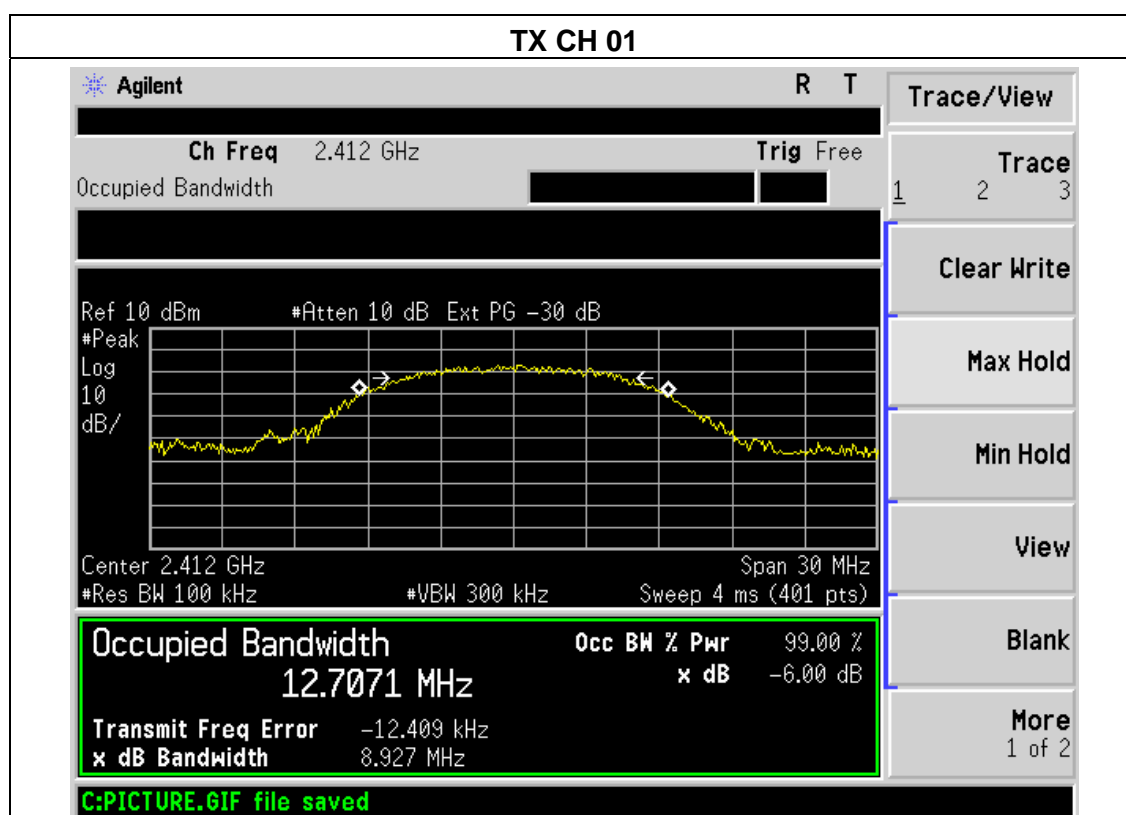 TX CH 01
Agilent R T
Ch Freq 2.412 GHz Trig Free
Occupied Bandwidth
Ref 10 dBm #Atten 10 dB Ext PG -30 dB
#Peak
Log
10
dB/
Center 2.412 GHz Span 30 MHz
#Res BW 100 kHz #VBW 300 kHz Sweep 4 ms (401 pts)
Occupied Bandwidth Occ BW % Pwr 99.00 %
12.7071 MHz x dB -6.00 dB
Transmit Freq Error -12.409 kHz
x dB Bandwidth 8.927 MHz
C:PICTURE.GIF file saved
Trace/View
Trace
1 2 3
Clear Write
Max Hold
Min Hold
View
Blank
More
1 of 2